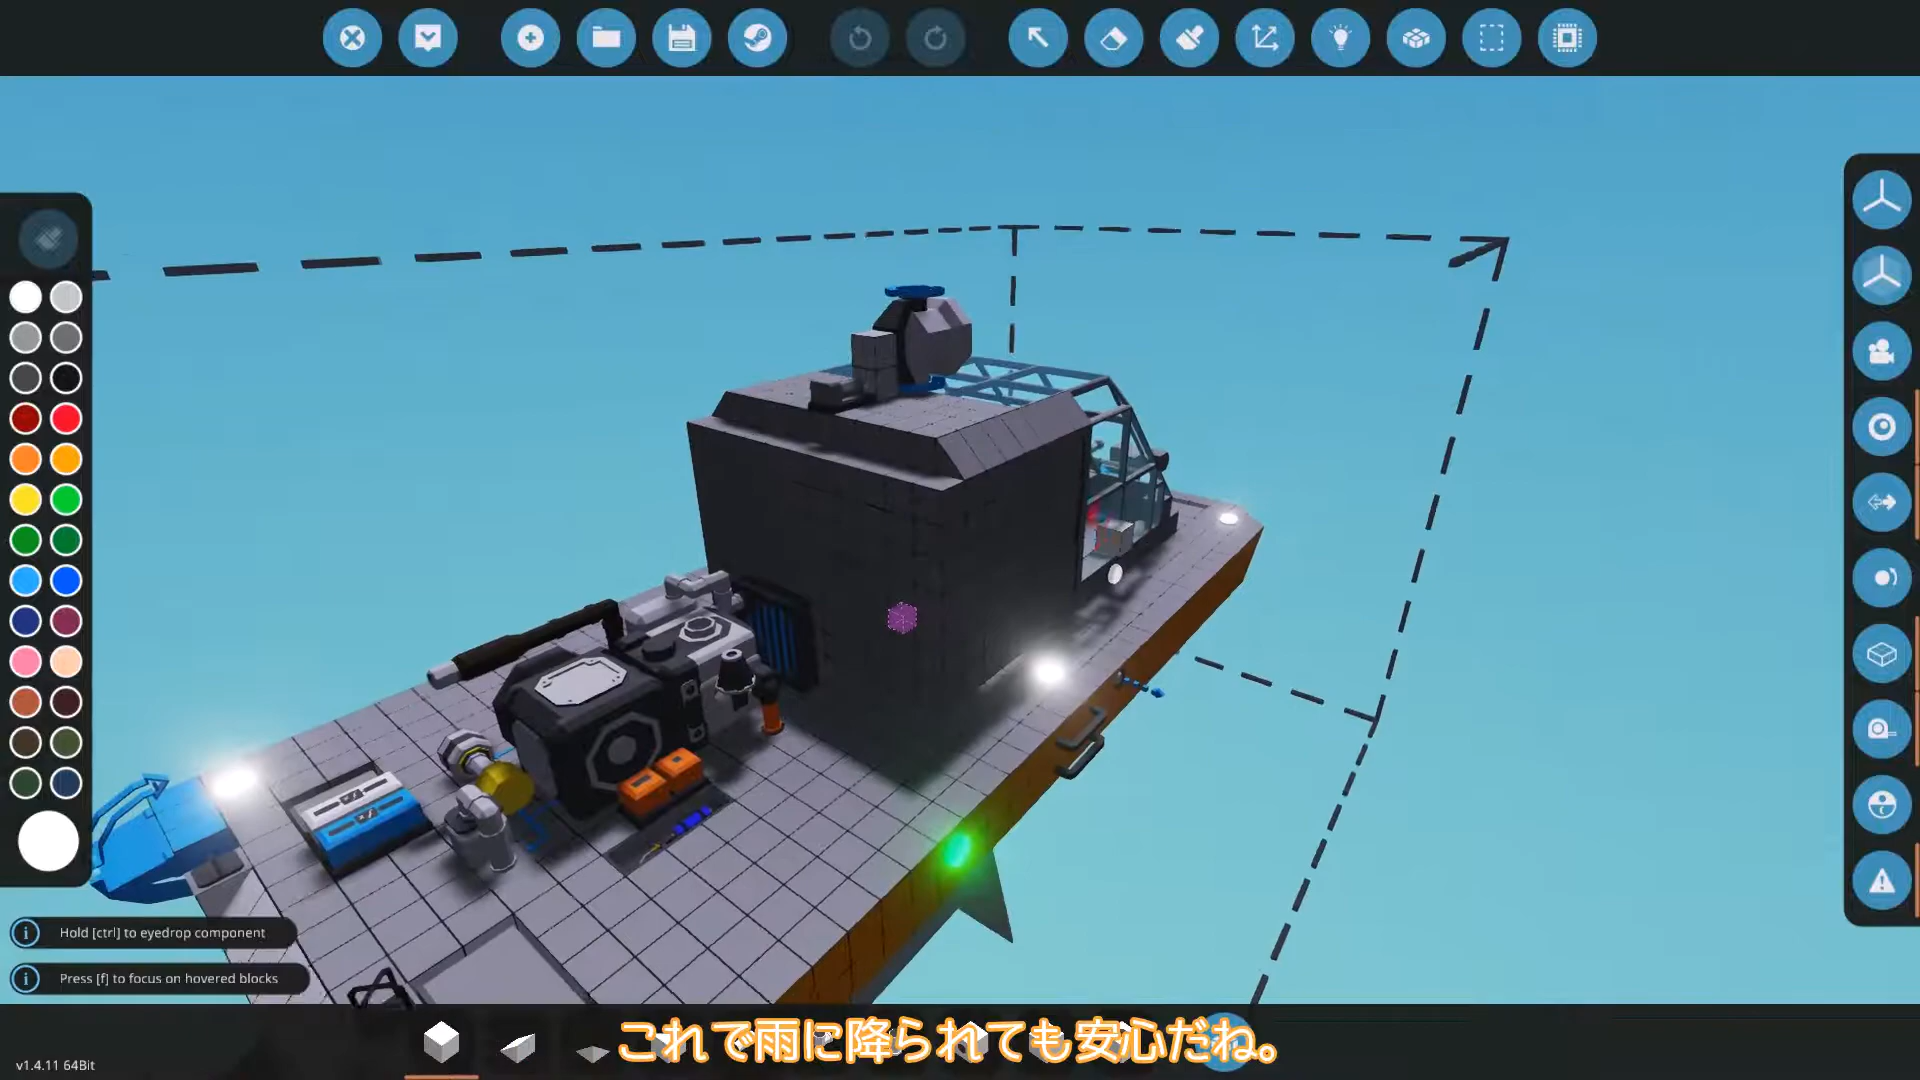 Hold [ctrl] to eyedrop component
Press [f] to focus on hovered blocks
これで雨に降られても安心だね。
v1.4.11 64Bit